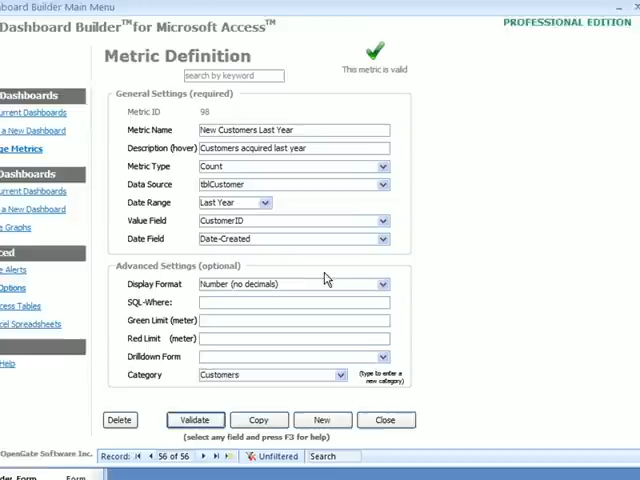 board Builder Main Menu
Dashboard Builder™for Microsoft Access™
PROFESSIONAL EDITION
Metric Definition
search by keyword
This metric is valid
Dashboards
urrent Dashboards
a New Dashboard
ge Metrics
Dashboards
urrent Dashboards
a New Dashboard
e Graphs
ced
e Alerts
Options
cess Tables
cel Spreadsheets
Help
General Settings (required)
Metric ID 98
Metric Name New Customers Last Year
Description (hover) Customers acquired last year
Metric Type Count
Data Source tblCustomer
Date Range Last Year
Value Field CustomerID
Date Field Date-Created
Advanced Settings (optional)
Display Format Number (no decimals)
SQL-Where:
Green Limit (meter)
Red Limit (meter)
Drilldown Form
Category Customers (type to enter a new category)
Delete Validate Copy New Close
(select any field and press F3 for help)
OpenGate Software Inc.
Record: 56 of 56 Unfiltered Search
lder Form Form